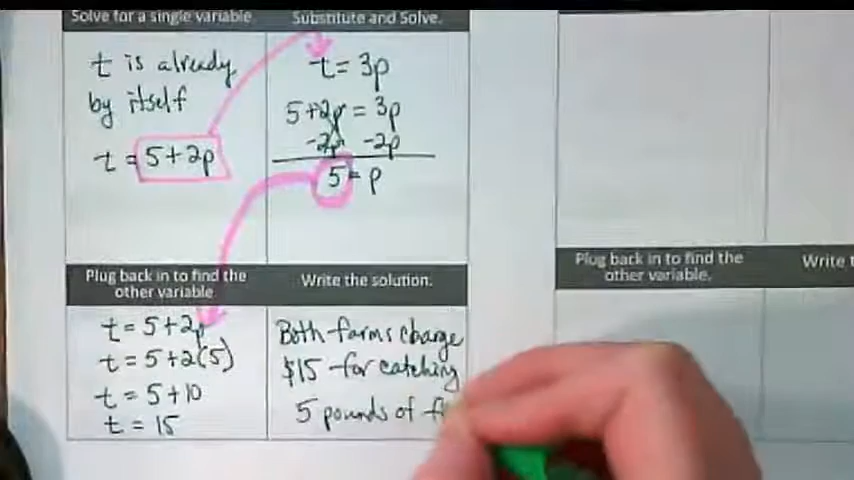 Solve for a single variable
Substitute and Solve.
t is already
by itself
t = 5+2p
t = 3p
5+2p = 3p
-2p -2p
5 = p
Plug back in to find the
other variable
Write the solution.
t = 5+2p
t = 5+2(5)
t = 5+10
t = 15
Both farms charge
$15 for catching
5 pounds of
Plug back in to find the
other variable.
Write